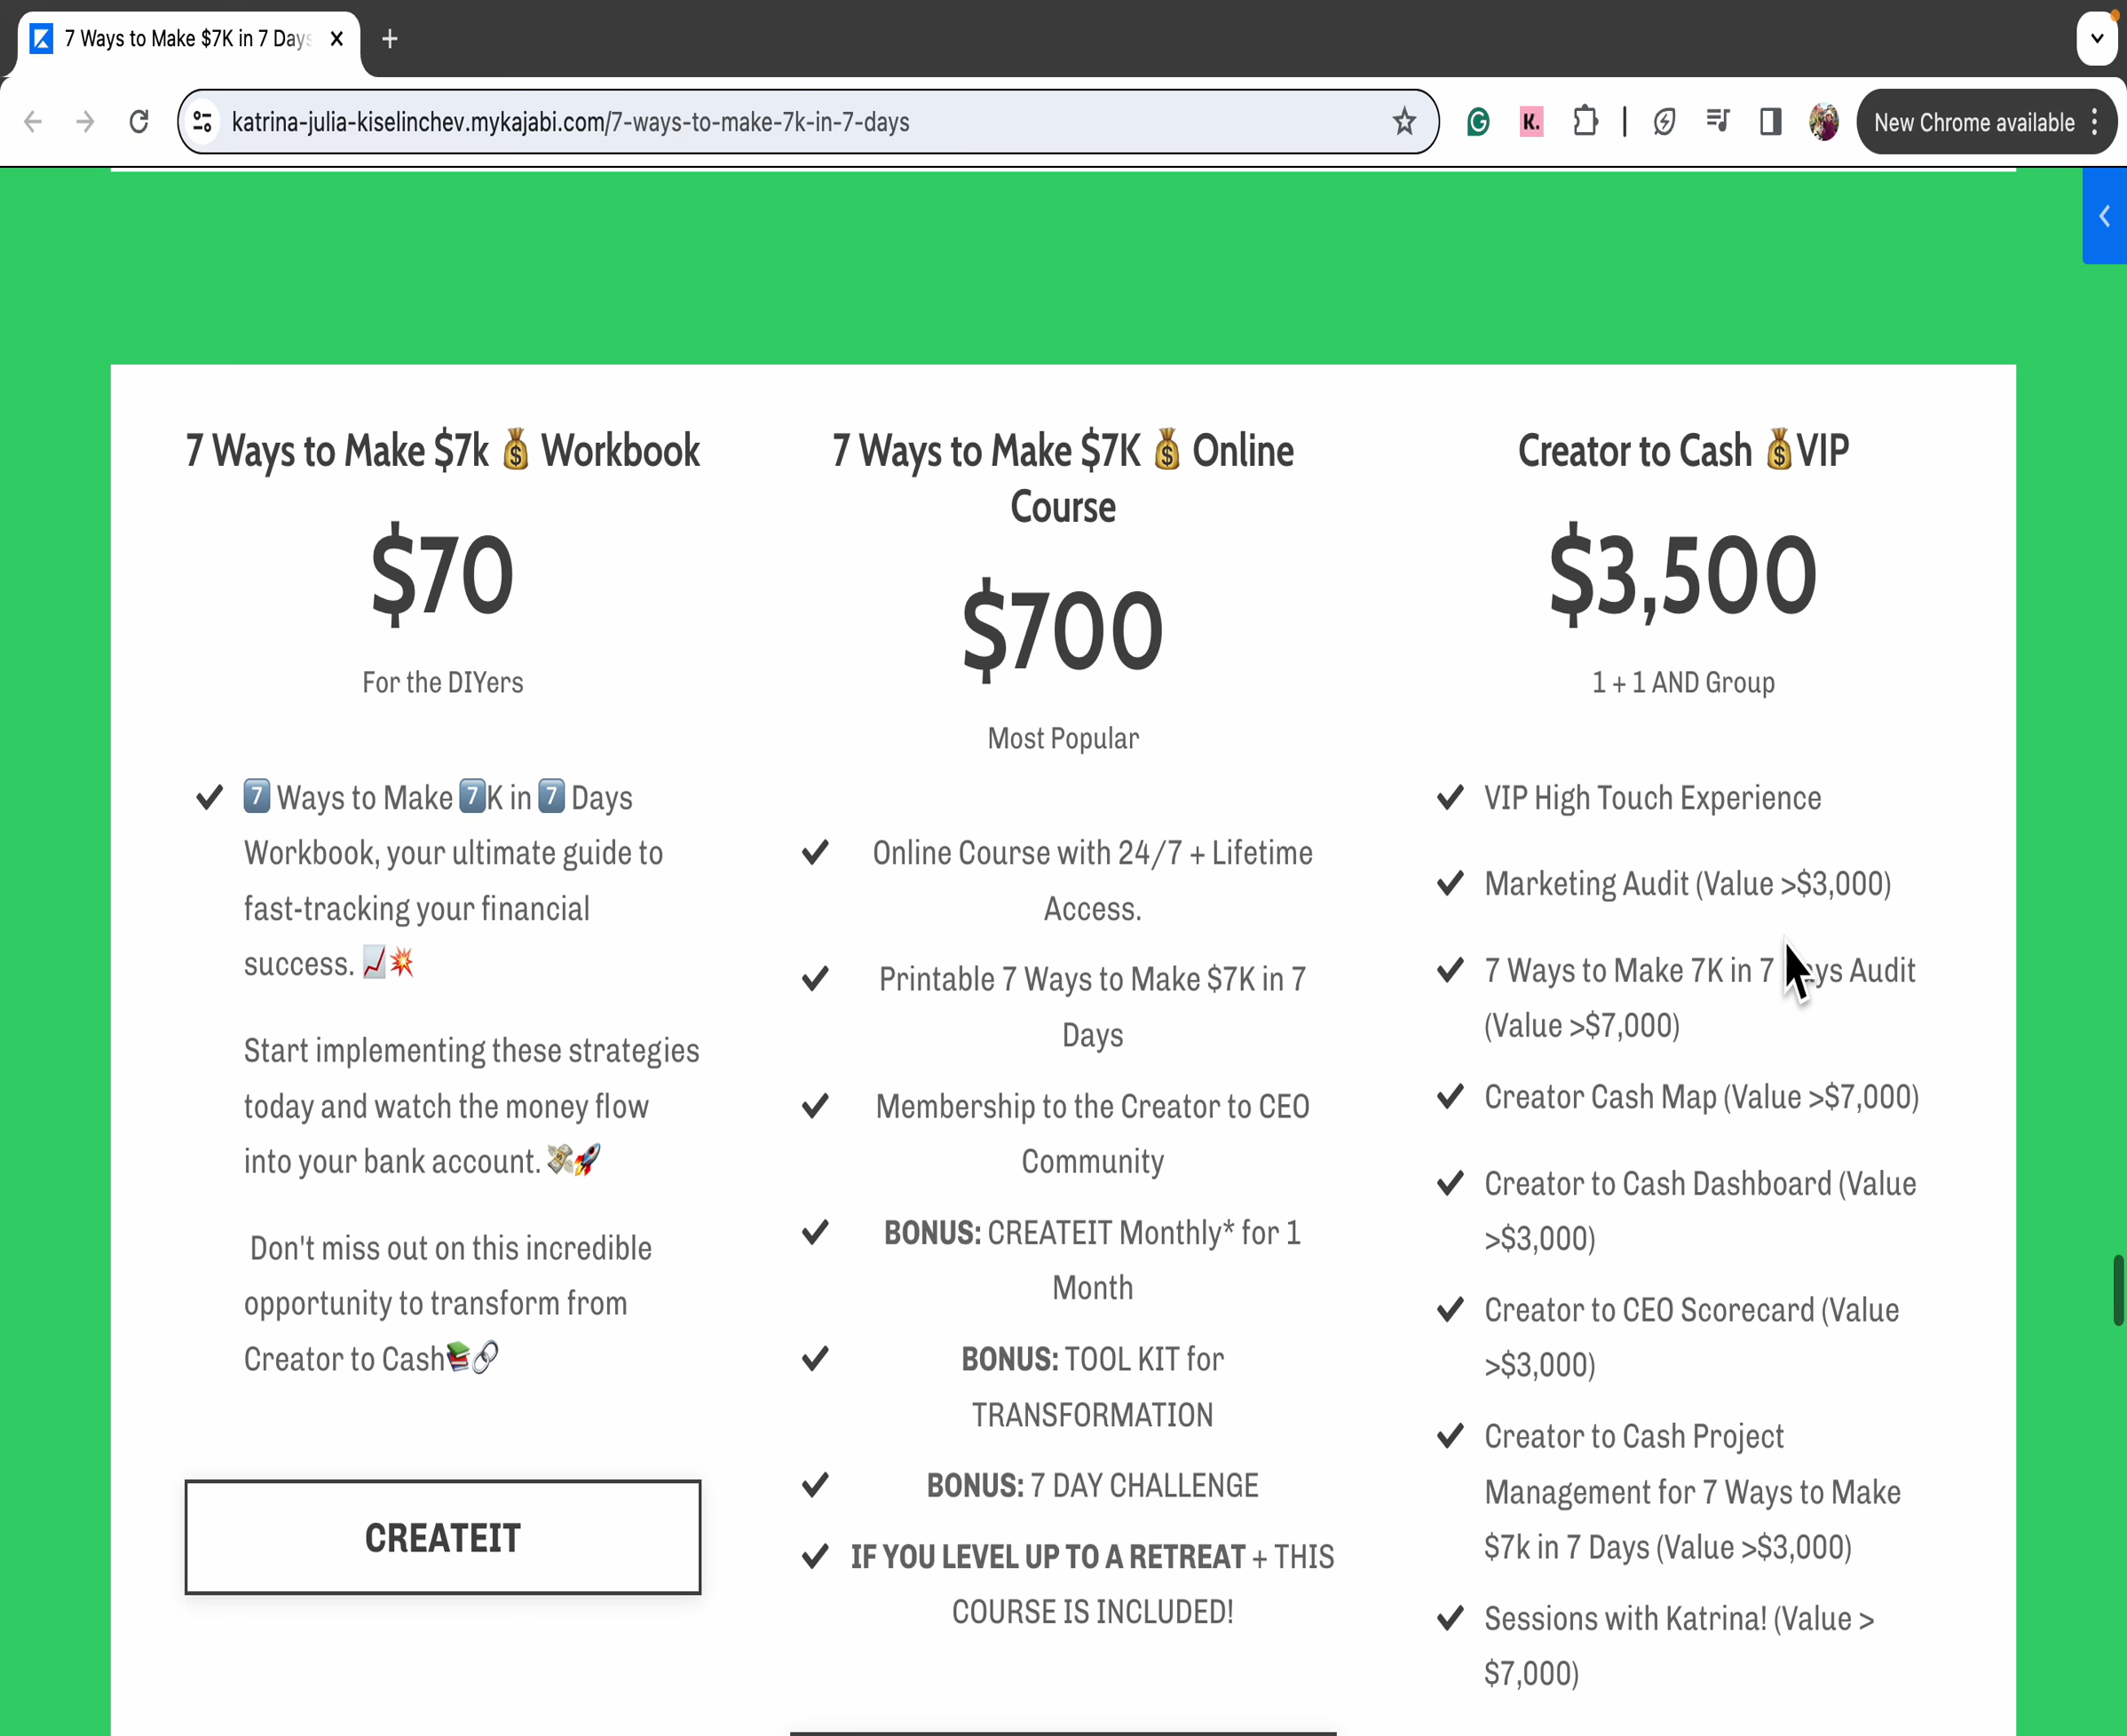 7 Ways to Make $7K in 7 Days
katrina-julia-kiselinchev.mykajabi.com/7-ways-to-make-7k-in-7-days
K.
New Chrome available
7 Ways to Make $7k 💰 Workbook
$70
For the DIYers
7️⃣ Ways to Make 7️⃣K in 7️⃣ Days
Workbook, your ultimate guide to
fast-tracking your financial
success. 📈💥
Start implementing these strategies
today and watch the money flow
into your bank account. 💸🚀
Don't miss out on this incredible
opportunity to transform from
Creator to Cash📚🔗
CREATEIT
7 Ways to Make $7K 💰 Online
Course
$700
Most Popular
Online Course with 24/7 + Lifetime
Access.
Printable 7 Ways to Make $7K in 7
Days
Membership to the Creator to CEO
Community
BONUS: CREATEIT Monthly* for 1
Month
BONUS: TOOL KIT for
TRANSFORMATION
BONUS: 7 DAY CHALLENGE
IF YOU LEVEL UP TO A RETREAT + THIS
COURSE IS INCLUDED!
Creator to Cash 💰VIP
$3,500
1 + 1 AND Group
VIP High Touch Experience
Marketing Audit (Value >$3,000)
7 Ways to Make 7K in 7 Days Audit
(Value >$7,000)
Creator Cash Map (Value >$7,000)
Creator to Cash Dashboard (Value
>$3,000)
Creator to CEO Scorecard (Value
>$3,000)
Creator to Cash Project
Management for 7 Ways to Make
$7k in 7 Days (Value >$3,000)
Sessions with Katrina! (Value >
$7,000)